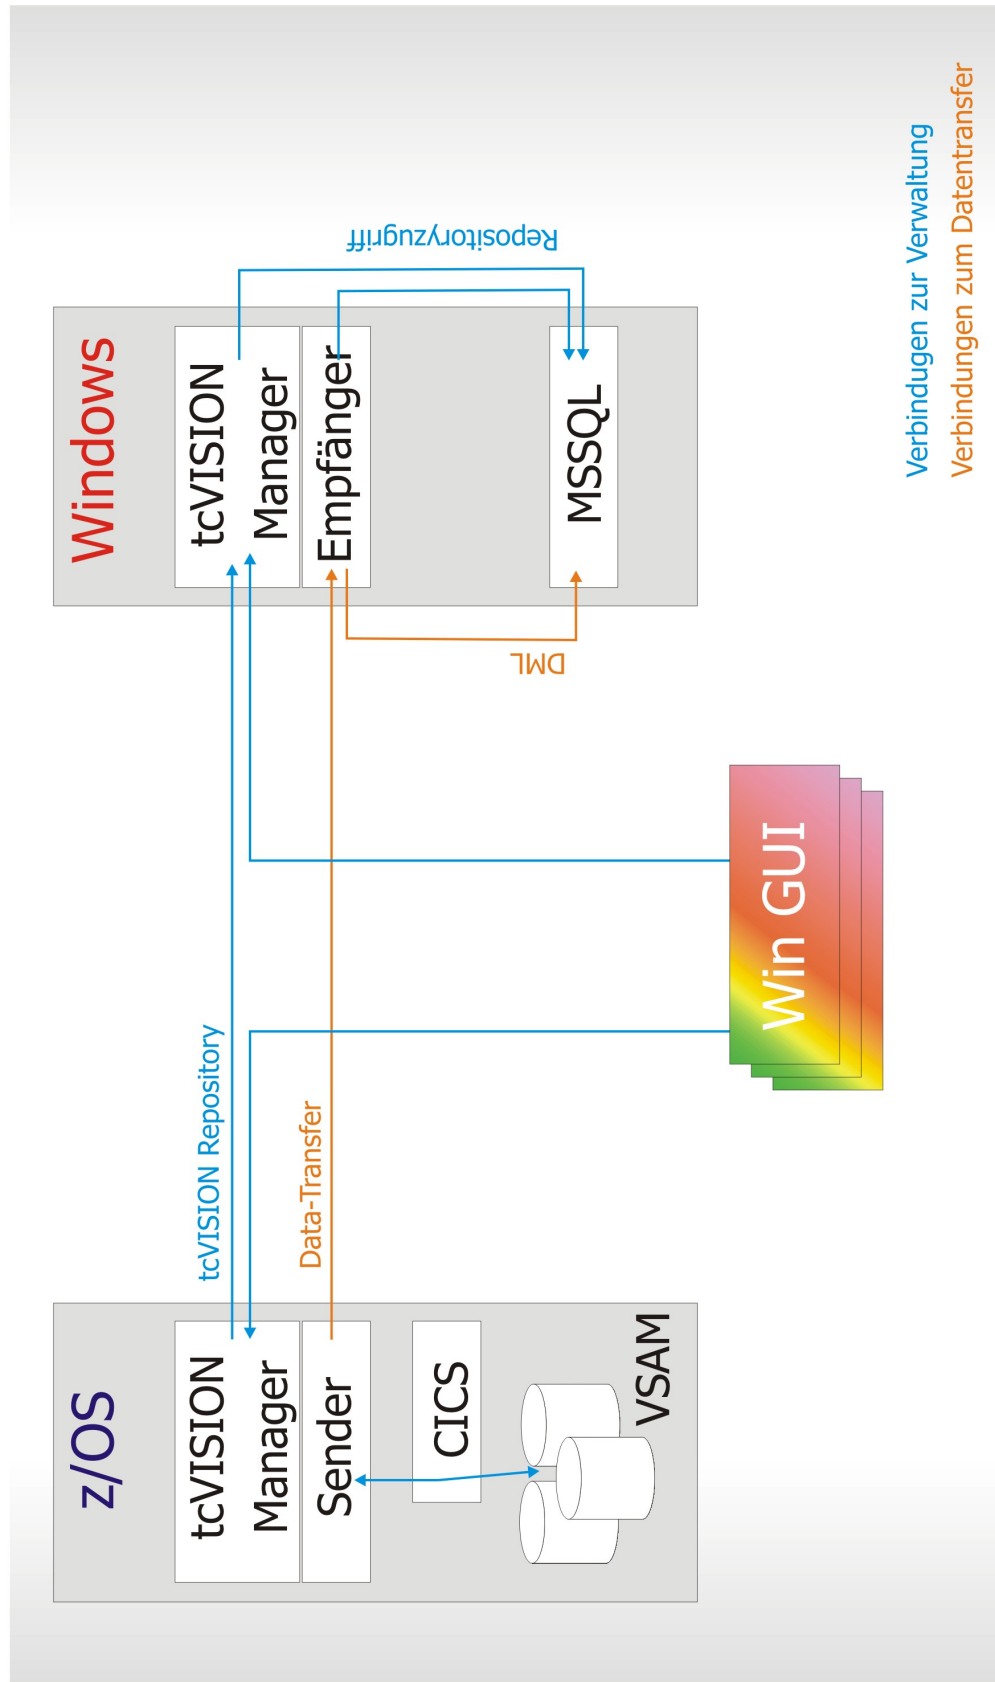 z/OS
tcVISION
Manager
Sender
CICS
VSAM
tcVISION Repository
Data-Transfer
Win GUI
Windows
tcVISION
Manager
Empfänger
MSSQL
DML
Repositoryzugriff
Verbindugen zur Verwaltung
Verbindungen zum Datentransfer